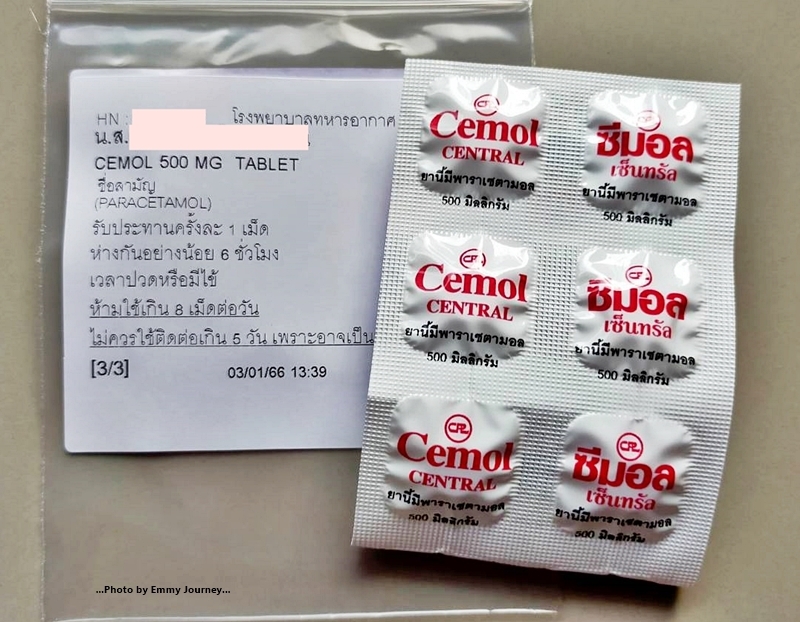 HN : โรงพยาบาลทหารอากาศ
น.ส.
CEMOL 500 MG TABLET
ชื่อสามัญ
(PARACETAMOL)
รับประทานครั้งละ 1 เม็ด
ห่างกันอย่างน้อย 6 ชั่วโมง
เวลาปวดหรือมีไข้
ห้ามใช้เกิน 8 เม็ดต่อวัน
ไม่ควรใช้ติดต่อเกิน 5 วัน เพราะอาจเป็น
[3/3] 03/01/66 13:39
CPL
Cemol
CENTRAL
ยานี้มีพาราเซตามอล
500 มิลลิกรัม
CPL
ซีมอล
เซ็นทรัล
ยานี้มีพาราเซตามอล
500 มิลลิกรัม
CPL
Cemol
CENTRAL
ยานี้มีพาราเซตามอล
500 มิลลิกรัม
CPL
ซีมอล
เซ็นทรัล
ยานี้มีพาราเซตามอล
500 มิลลิกรัม
CPL
Cemol
CENTRAL
ยานี้มีพาราเซตามอล
500 มิลลิกรัม
CPL
ซีมอล
เซ็นทรัล
ยานี้มีพาราเซตามอล
500 มิลลิกรัม
...Photo by Emmy Journey...